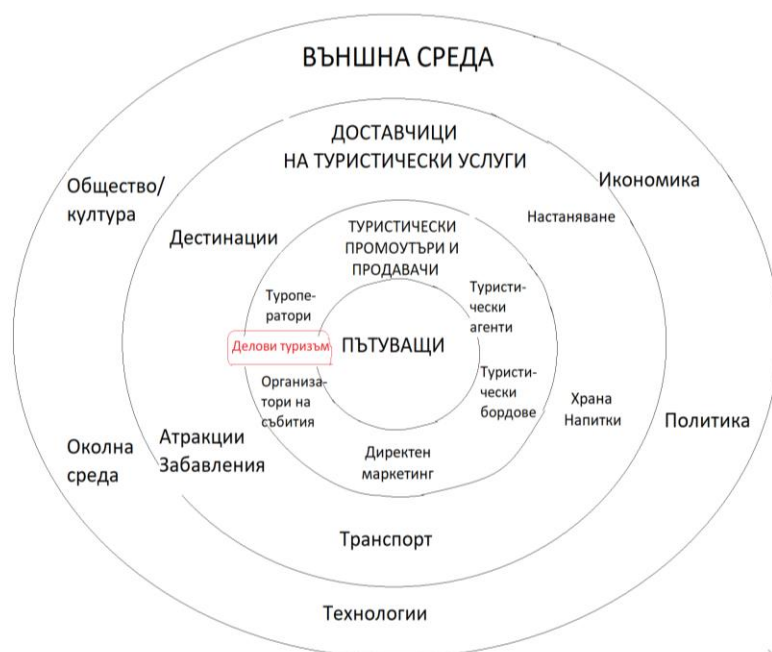 ВЪНШНА СРЕДА
ДОСТАВЧИЦИ
НА ТУРИСТИЧЕСКИ УСЛУГИ
Общество/
култура
Икономика
Настаняване
Дестинации
ТУРИСТИЧЕСКИ
ПРОМОУТЪРИ И
ПРОДАВАЧИ
Туропе-
ратори
Туристи-
чески
агенти
Делови туризъм
ПЪТУВАЩИ
Организа-
тори на
събития
Туристи-
чески
бордове
Храна
Напитки
Политика
Околна
среда
Атракции
Забавления
Директен
маркетинг
Транспорт
Технологии